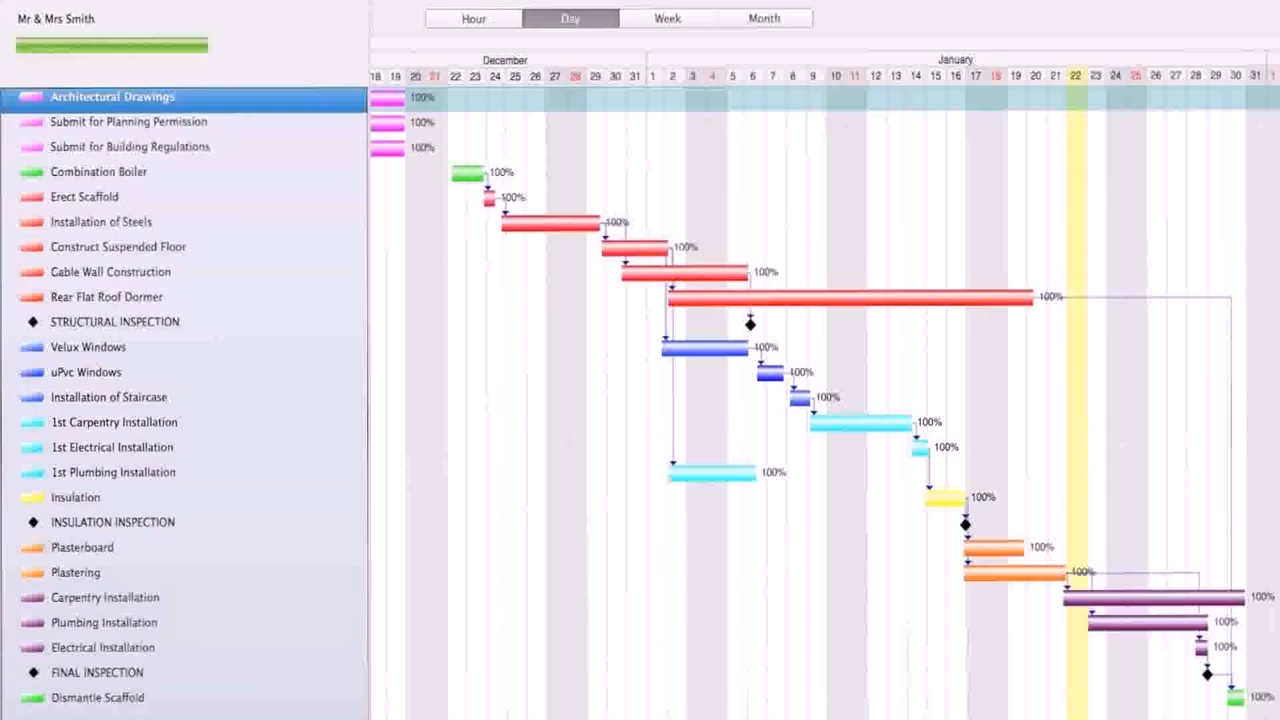 Mr & Mrs Smith
Hour Day Week Month
December January
18 19 20 21 22 23 24 25 26 27 28 29 30 31 1 2 3 4 5 6 7 8 9 10 11 12 13 14 15 16 17 18 19 20 21 22 23 24 25 26 27 28 29 30 31 1
Architectural Drawings 100%
Submit for Planning Permission 100%
Submit for Building Regulations 100%
Combination Boiler 100%
Erect Scaffold 100%
Installation of Steels 100%
Construct Suspended Floor 100%
Gable Wall Construction 100%
Rear Flat Roof Dormer 100%
STRUCTURAL INSPECTION
Velux Windows 100%
uPvc Windows 100%
Installation of Staircase 100%
1st Carpentry Installation 100%
1st Electrical Installation 100%
1st Plumbing Installation 100%
Insulation 100%
INSULATION INSPECTION
Plasterboard 100%
Plastering 100%
Carpentry Installation 100%
Plumbing Installation 100%
Electrical Installation 100%
FINAL INSPECTION
Dismantle Scaffold 100%